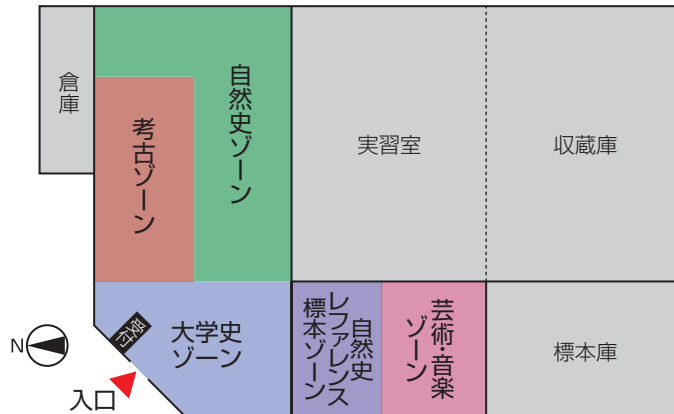 倉庫
自然史ゾーン
考古ゾーン
実習室
収蔵庫
受付
大学史
ゾーン
自然史
レファレンス
標本ゾーン
芸術・音楽
ゾーン
標本庫
N
入口